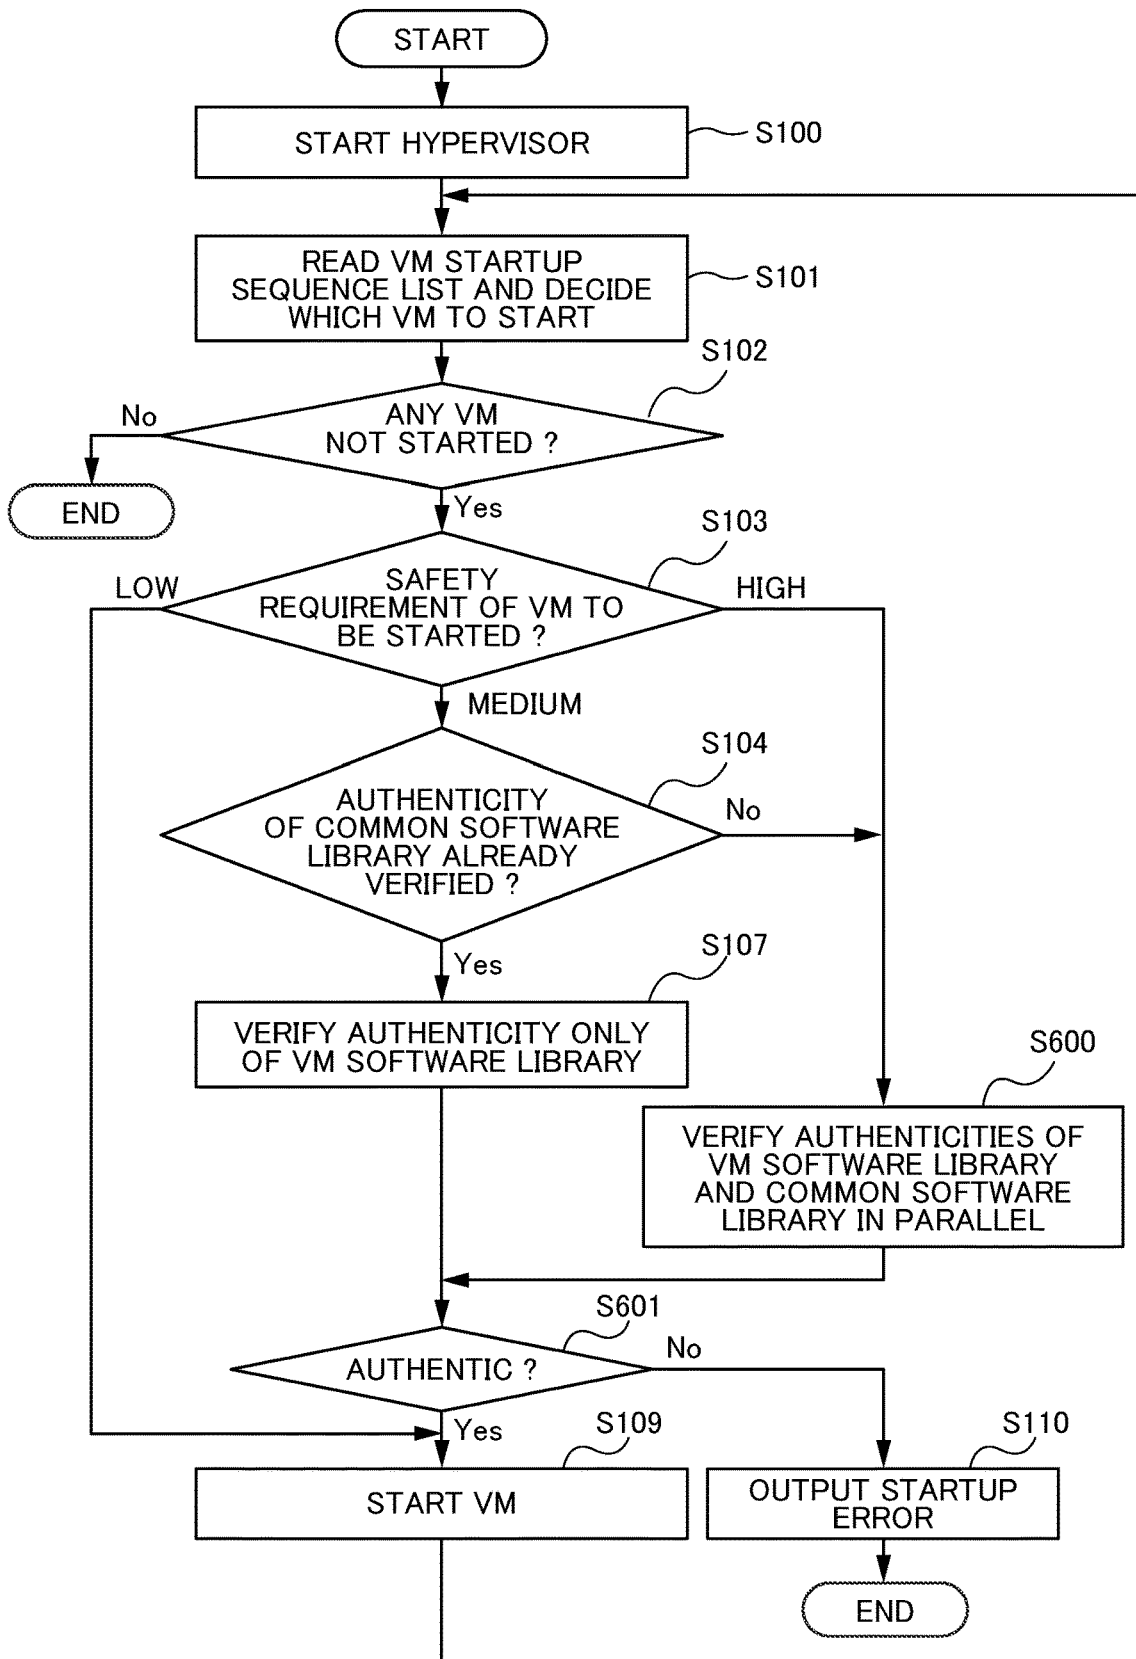 START
START HYPERVISOR
S100
READ VM STARTUP
SEQUENCE LIST AND DECIDE
WHICH VM TO START
S101
S102
ANY VM
NOT STARTED ?
No
END
Yes
S103
SAFETY
REQUIREMENT OF VM TO
BE STARTED ?
LOW
HIGH
MEDIUM
S104
AUTHENTICITY
OF COMMON SOFTWARE
LIBRARY ALREADY
VERIFIED ?
No
Yes
S107
VERIFY AUTHENTICITY ONLY
OF VM SOFTWARE LIBRARY
S600
VERIFY AUTHENTICITIES OF
VM SOFTWARE LIBRARY
AND COMMON SOFTWARE
LIBRARY IN PARALLEL
S601
AUTHENTIC ?
No
Yes
S109
START VM
S110
OUTPUT STARTUP
ERROR
END